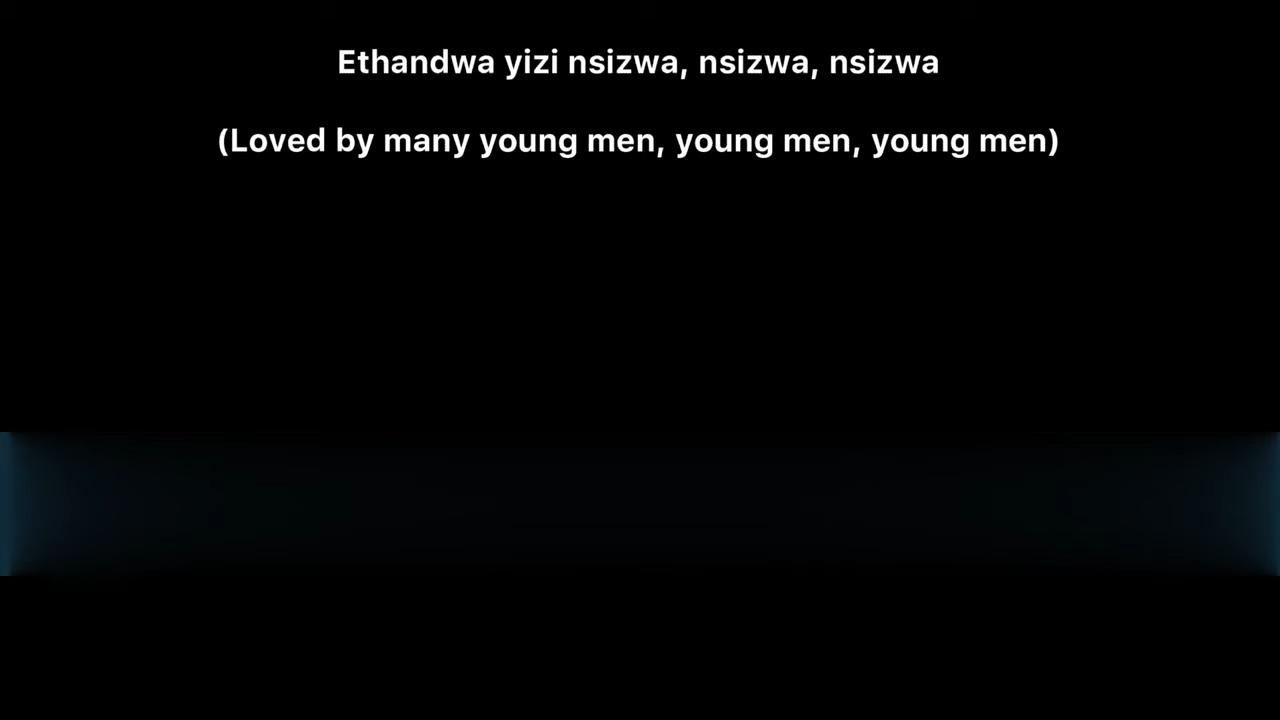 Ethandwa yizi nsizwa, nsizwa, nsizwa
(Loved by many young men, young men, young men)